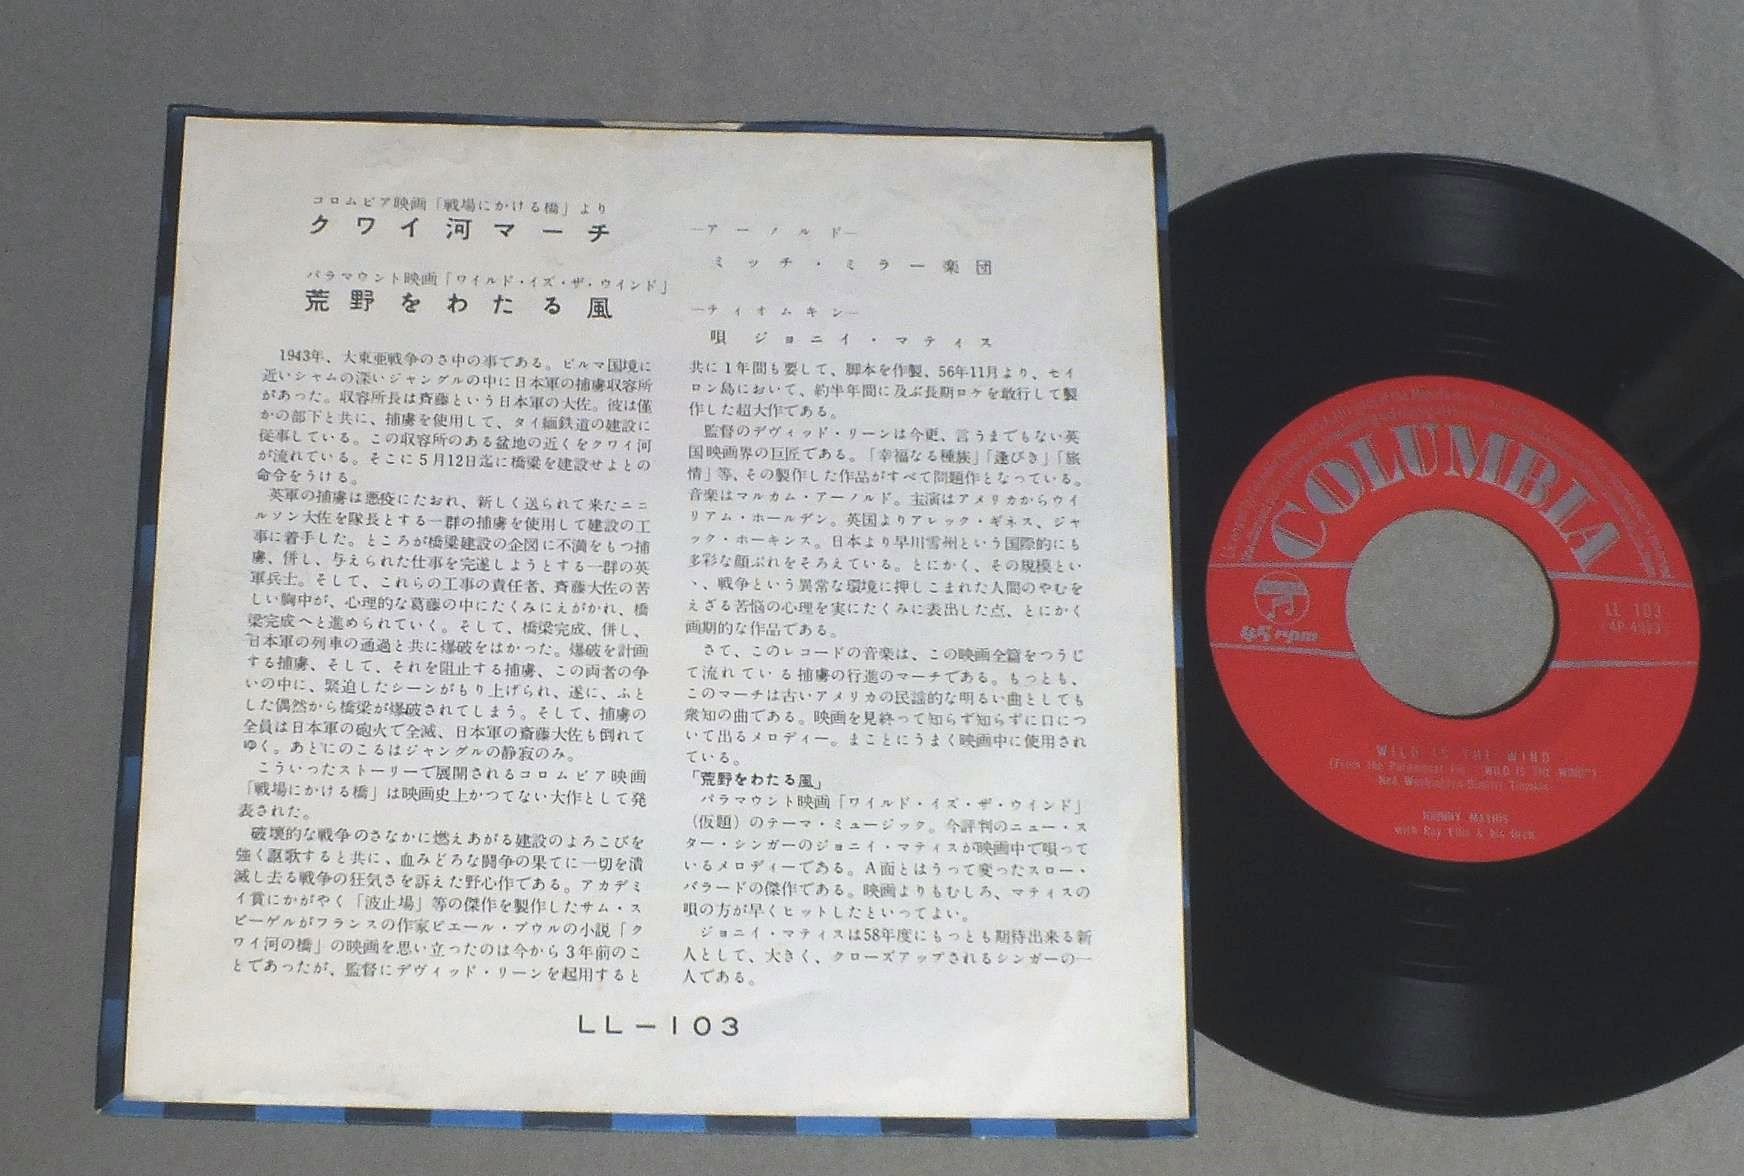 コロムビア映画「戦場にかける橋」より
クワイ河マーチ
—アーノルド—
ミッチ・ミラー楽団
パラマウント映画「ワイルド・イズ・ザ・ウインド」
荒野をわたる風
—ティオムキン—
唄 ジョニイ・マティス
1943年、大東亜戦争のさ中の事である。ビルマ国境に
近いシャムの深いジャングルの中に日本軍の捕虜収容所
があった。収容所長は斉藤という日本軍の大佐。彼は僅
かの部下と共に、捕虜を使用して、タイ緬鉄道の建設に
従事している。この収容所のある盆地の近くをクワイ河
が流れている。そこに5月12日迄に橋梁を建設せよとの
命令をうける。
英軍の捕虜は悪疫にたおれ、新しく送られて来たニコ
ルソン大佐を隊長とする一群の捕虜を使用して建設の工
事に着手した。ところが橋梁建設の企図に不満をもつ捕
虜、併し、与えられた仕事を完遂しようとする一群の英
軍兵士。そして、これらの工事の責任者、斉藤大佐の苦
しい胸中が、心理的な葛藤の中にたくみにえがかれ、橋
梁完成へと進められていく。そして、橋梁完成、併し、
日本軍の列車の通過と共に爆破をはかった。爆破を計画
する捕虜、そして、それを阻止する捕虜、この両者の争
いの中に、緊迫したシーンがもり上げられ、遂に、ふと
した偶然から橋梁が爆破されてしまう。そして、捕虜の
全員は日本軍の砲火で全滅、日本軍の斎藤大佐も倒れて
ゆく。あとにのこるはジャングルの静寂のみ。
こういったストーリーで展開されるコロムビア映画
「戦場にかける橋」は映画史上かつてない大作として発
表された。
破壊的な戦争のさなかに燃えあがる建設のよろこびを
強く謳歌すると共に、血みどろな闘争の果てに一切を潰
滅し去る戦争の狂気さを訴えた野心作である。アカデミ
イ賞にかがやく「波止場」等の傑作を製作したサム・ス
ピーゲルがフランスの作家ピエール・ブウルの小説「ク
ワイ河の橋」の映画を思い立ったのは今から3年前のこ
とであったが、監督にデヴィッド・リーンを起用すると
共に1年間も要して、脚本を作製、56年11月より、セイ
ロン島において、約半年間に及ぶ長期ロケを敢行して製
作した超大作である。
監督のデヴィッド・リーンは今更、言うまでもない英
国映画界の巨匠である。「幸福なる種族」「逢びき」「旅
情」等、その製作した作品がすべて問題作となっている。
音楽はマルカム・アーノルド。主演はアメリカからウイ
リアム・ホールデン。英国よりアレック・ギネス、ジャ
ック・ホーキンス。日本より早川雪州という国際的にも
多彩な顔ぶれをそろえている。とにかく、その規模とい
、、戦争という異常な環境に押しこまれた人間のやむを
えざる苦悩の心理を実にたくみに表出した点、とにかく
画期的な作品である。
さて、このレコードの音楽は、この映画全篇をつうじ
て流れている捕虜の行進のマーチである。もっとも、
このマーチは古いアメリカの民謡的な明るい曲としても
衆知の曲である。映画を見終って知らず知らずに口につ
いて出るメロディー。まことにうまく映画中に使用され
ている。
「荒野をわたる風」
パラマウント映画「ワイルド・イズ・ザ・ウインド」
(仮題)のテーマ・ミュージック。今評判のニュー・ス
ター・シンガーのジョニイ・マティスが映画中で唄って
いるメロディーである。A面とはうって変ったスロー・
バラードの傑作である。映画よりもむしろ、マティスの
唄の方が早くヒットしたといってよい。
ジョニイ・マティスは58年度にもっとも期待出来る新
人として、大きく、クローズアップされるシンガーの一
人である。
LL-103
COLUMBIA
45 rpm
LL 103
WILD IS THE WIND
(From the Paramount "WILD IS THE WIND")
Ned Washington-Dimitri Tiomkin
JOHNNY MATHIS
with Ray Ellis & his Orch.